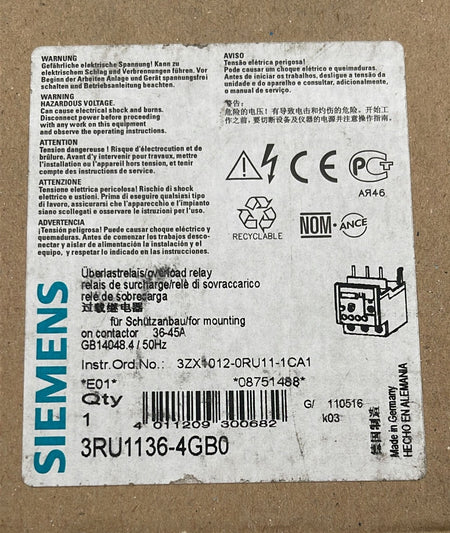 WARNUNG
Gefährliche elektrische Spannung! Kann zu
elektrischem Schlag und Verbrennungen führen. Vor
Beginn der Arbeiten Anlage und Gerät spannungsfrei
schalten und Betriebsanleitung beachten.
WARNING
HAZARDOUS VOLTAGE.
Can cause electrical shock and burns.
Disconnect power before proceeding
with any work on this equipment
and observe the operating instructions.
ATTENTION
Tension dangereuse ! Risque d'électrocution et de
brûlure. Avant d'y intervenir pour travaux, mettre
l'installation ou l'appareil hors tension, et tenir
compte des instructions de service.
ATTENZIONE
Tensione elettrica pericolosa! Rischio di shock
elettrico e ustioni. Prima di eseguire qualsiasi tipo
di lavoro, assicurarsi che l'apparecchio e l'impianto
siano scollegati e osservare le istruzioni per l'uso.
ADVERTENCIA
¡Tensión peligrosa! Puede causar choque eléctrico y
quemaduras. Antes de comenzar los trabajos desco-
nectar y asegurar contra reconexión la instalación y el
equipo, y respetar lo indicado en las instrucciones.
AVISO
Tensão elétrica perigosa!
Pode causar um choque elétrico e queimaduras.
Antes de iniciar os trabalhos, desligue a tensão da
unidade e do aparelho e consultar, adicionalmente,
o manual de serviço.
警告:
危险的电压! 有导致电击和灼伤的危险。开始工
作之前,要切断设备及仪器的电源并注意操作指南。
CE
PCT
АЯ46
RECYCLABLE
NOM-ANCE
SIEMENS
Überlastrelais/overload relay
relais de surcharge/relè di sovraccarico
relé de sobrecarga
过载继电器
für Schützanbau/for mounting
on contactor 36-45A
GB14048.4 / 50Hz
Instr.Ord.No.: 3ZX1012-0RU11-1CA1
*E01* *08751488*
Qty
1
4 011209 300682
G/ 110516
k03
3RU1136-4GB0
德国制造
Made in Germany
HECHO EN ALEMANIA